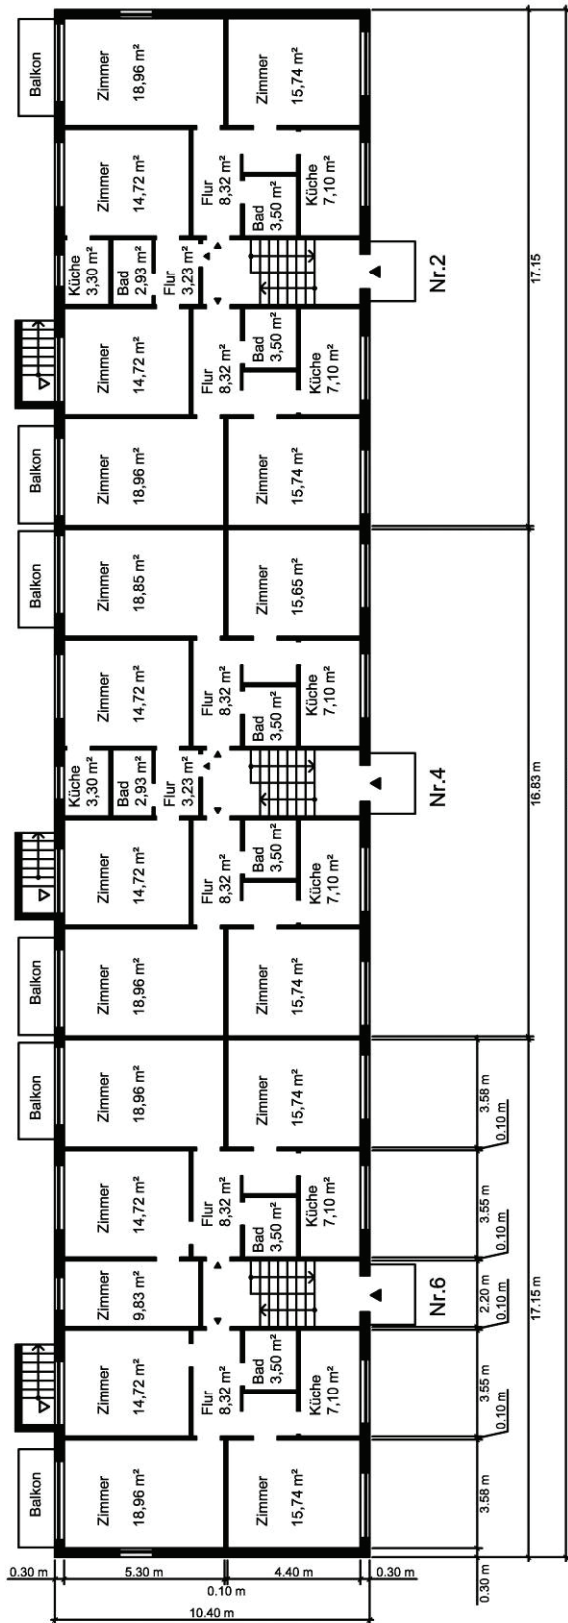 Balkon
Zimmer
18,96 m²
Zimmer
15,74 m²
Zimmer
14,72 m²
Flur
8,32 m²
Bad
3,50 m²
Küche
7,10 m²
Küche
3,30 m²
Bad
2,93 m²
Flur
3,23 m²
Nr.2
Zimmer
14,72 m²
Flur
8,32 m²
Bad
3,50 m²
Küche
7,10 m²
Balkon
Zimmer
18,96 m²
Zimmer
15,74 m²
17.15
Balkon
Zimmer
18,85 m²
Zimmer
15,65 m²
Zimmer
14,72 m²
Flur
8,32 m²
Bad
3,50 m²
Küche
7,10 m²
Küche
3,30 m²
Bad
2,93 m²
Flur
3,23 m²
Nr.4
Zimmer
14,72 m²
Flur
8,32 m²
Bad
3,50 m²
Küche
7,10 m²
Balkon
Zimmer
18,96 m²
Zimmer
15,74 m²
16.83 m
Balkon
Zimmer
18,96 m²
Zimmer
15,74 m²
3.58 m
0.10 m
Zimmer
14,72 m²
Flur
8,32 m²
Bad
3,50 m²
Küche
7,10 m²
3.55 m
0.10 m
Zimmer
9,83 m²
Nr.6
2.20 m
0.10 m
17.15 m
Zimmer
14,72 m²
Flur
8,32 m²
Bad
3,50 m²
Küche
7,10 m²
3.55 m
0.10 m
Balkon
Zimmer
18,96 m²
Zimmer
15,74 m²
3.58 m
0.30 m
0.30 m
5.30 m
0.10 m
4.40 m
0.30 m
10.40 m